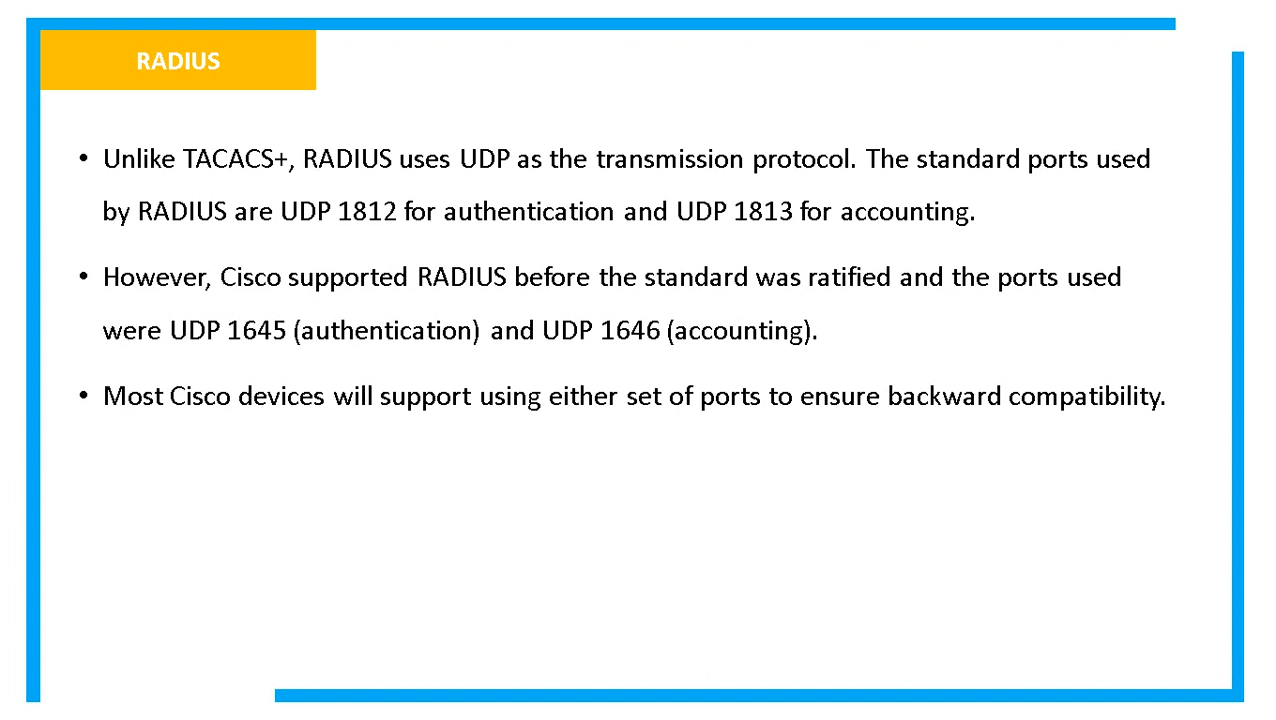 RADIUS
• Unlike TACACS+, RADIUS uses UDP as the transmission protocol. The standard ports used
by RADIUS are UDP 1812 for authentication and UDP 1813 for accounting.
• However, Cisco supported RADIUS before the standard was ratified and the ports used
were UDP 1645 (authentication) and UDP 1646 (accounting).
• Most Cisco devices will support using either set of ports to ensure backward compatibility.